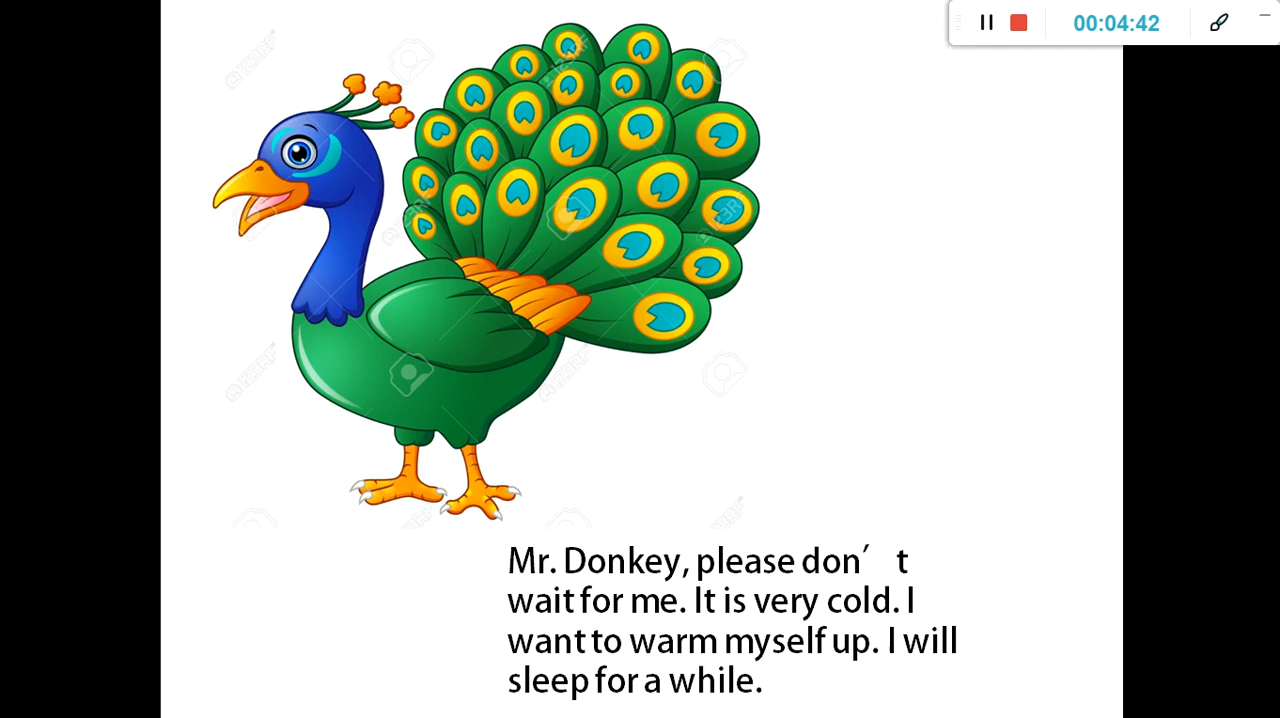 00:04:42
Mr. Donkey, please don′ t
wait for me. It is very cold. I
want to warm myself up. I will
sleep for a while.